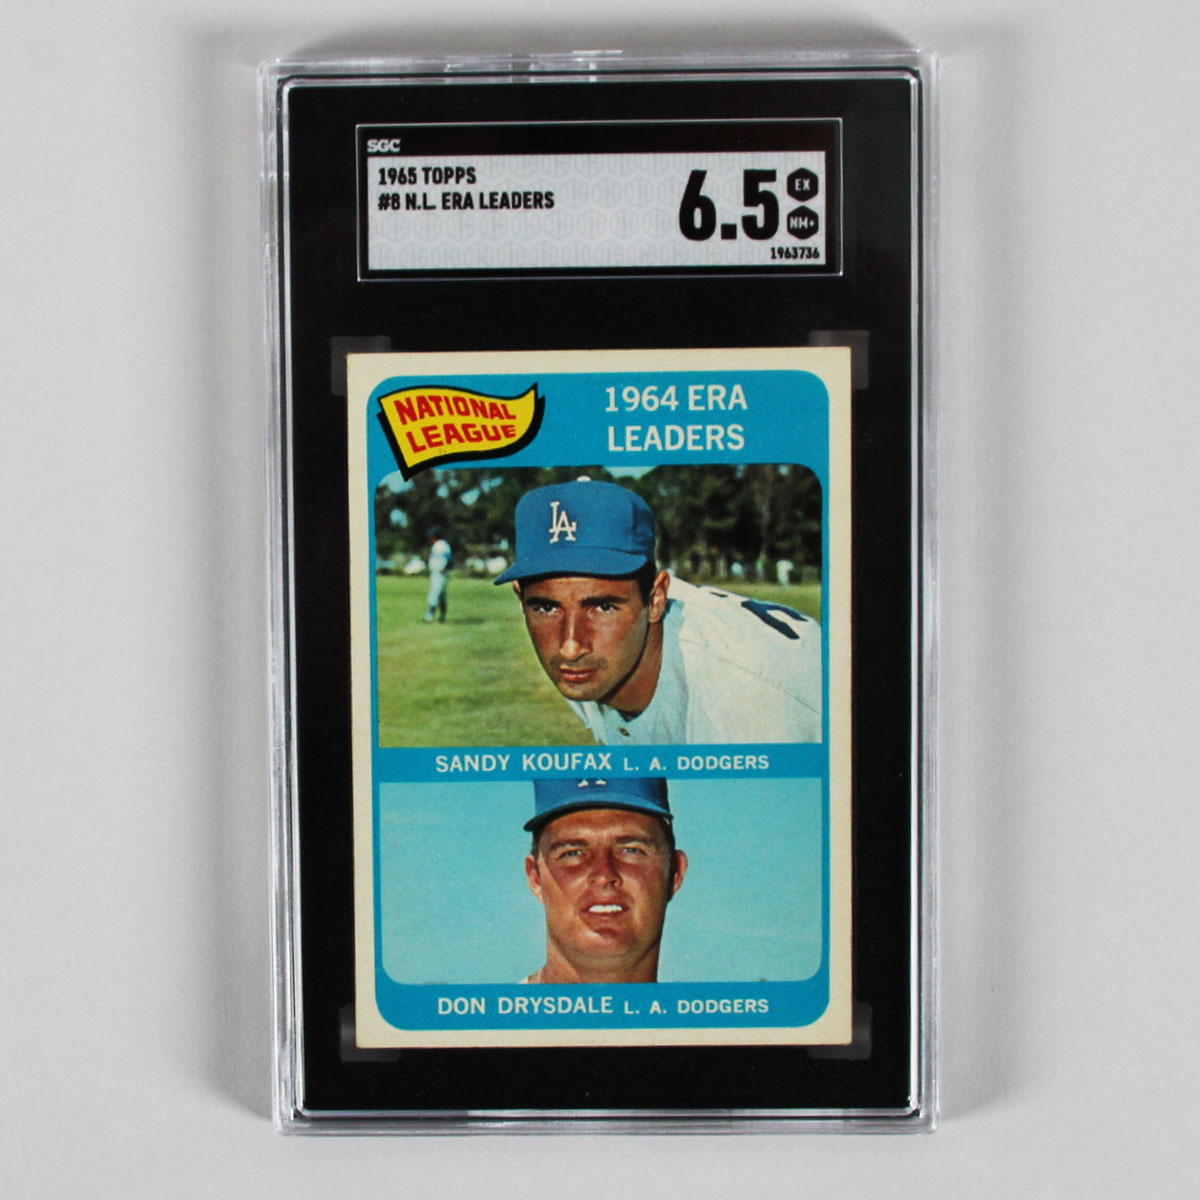 SGC
1965 TOPPS
#8 N.L. ERA LEADERS
6.5
EX
NM+
1963736
NATIONAL
LEAGUE
1964 ERA
LEADERS
LA
SANDY KOUFAX L. A. DODGERS
DON DRYSDALE L. A. DODGERS